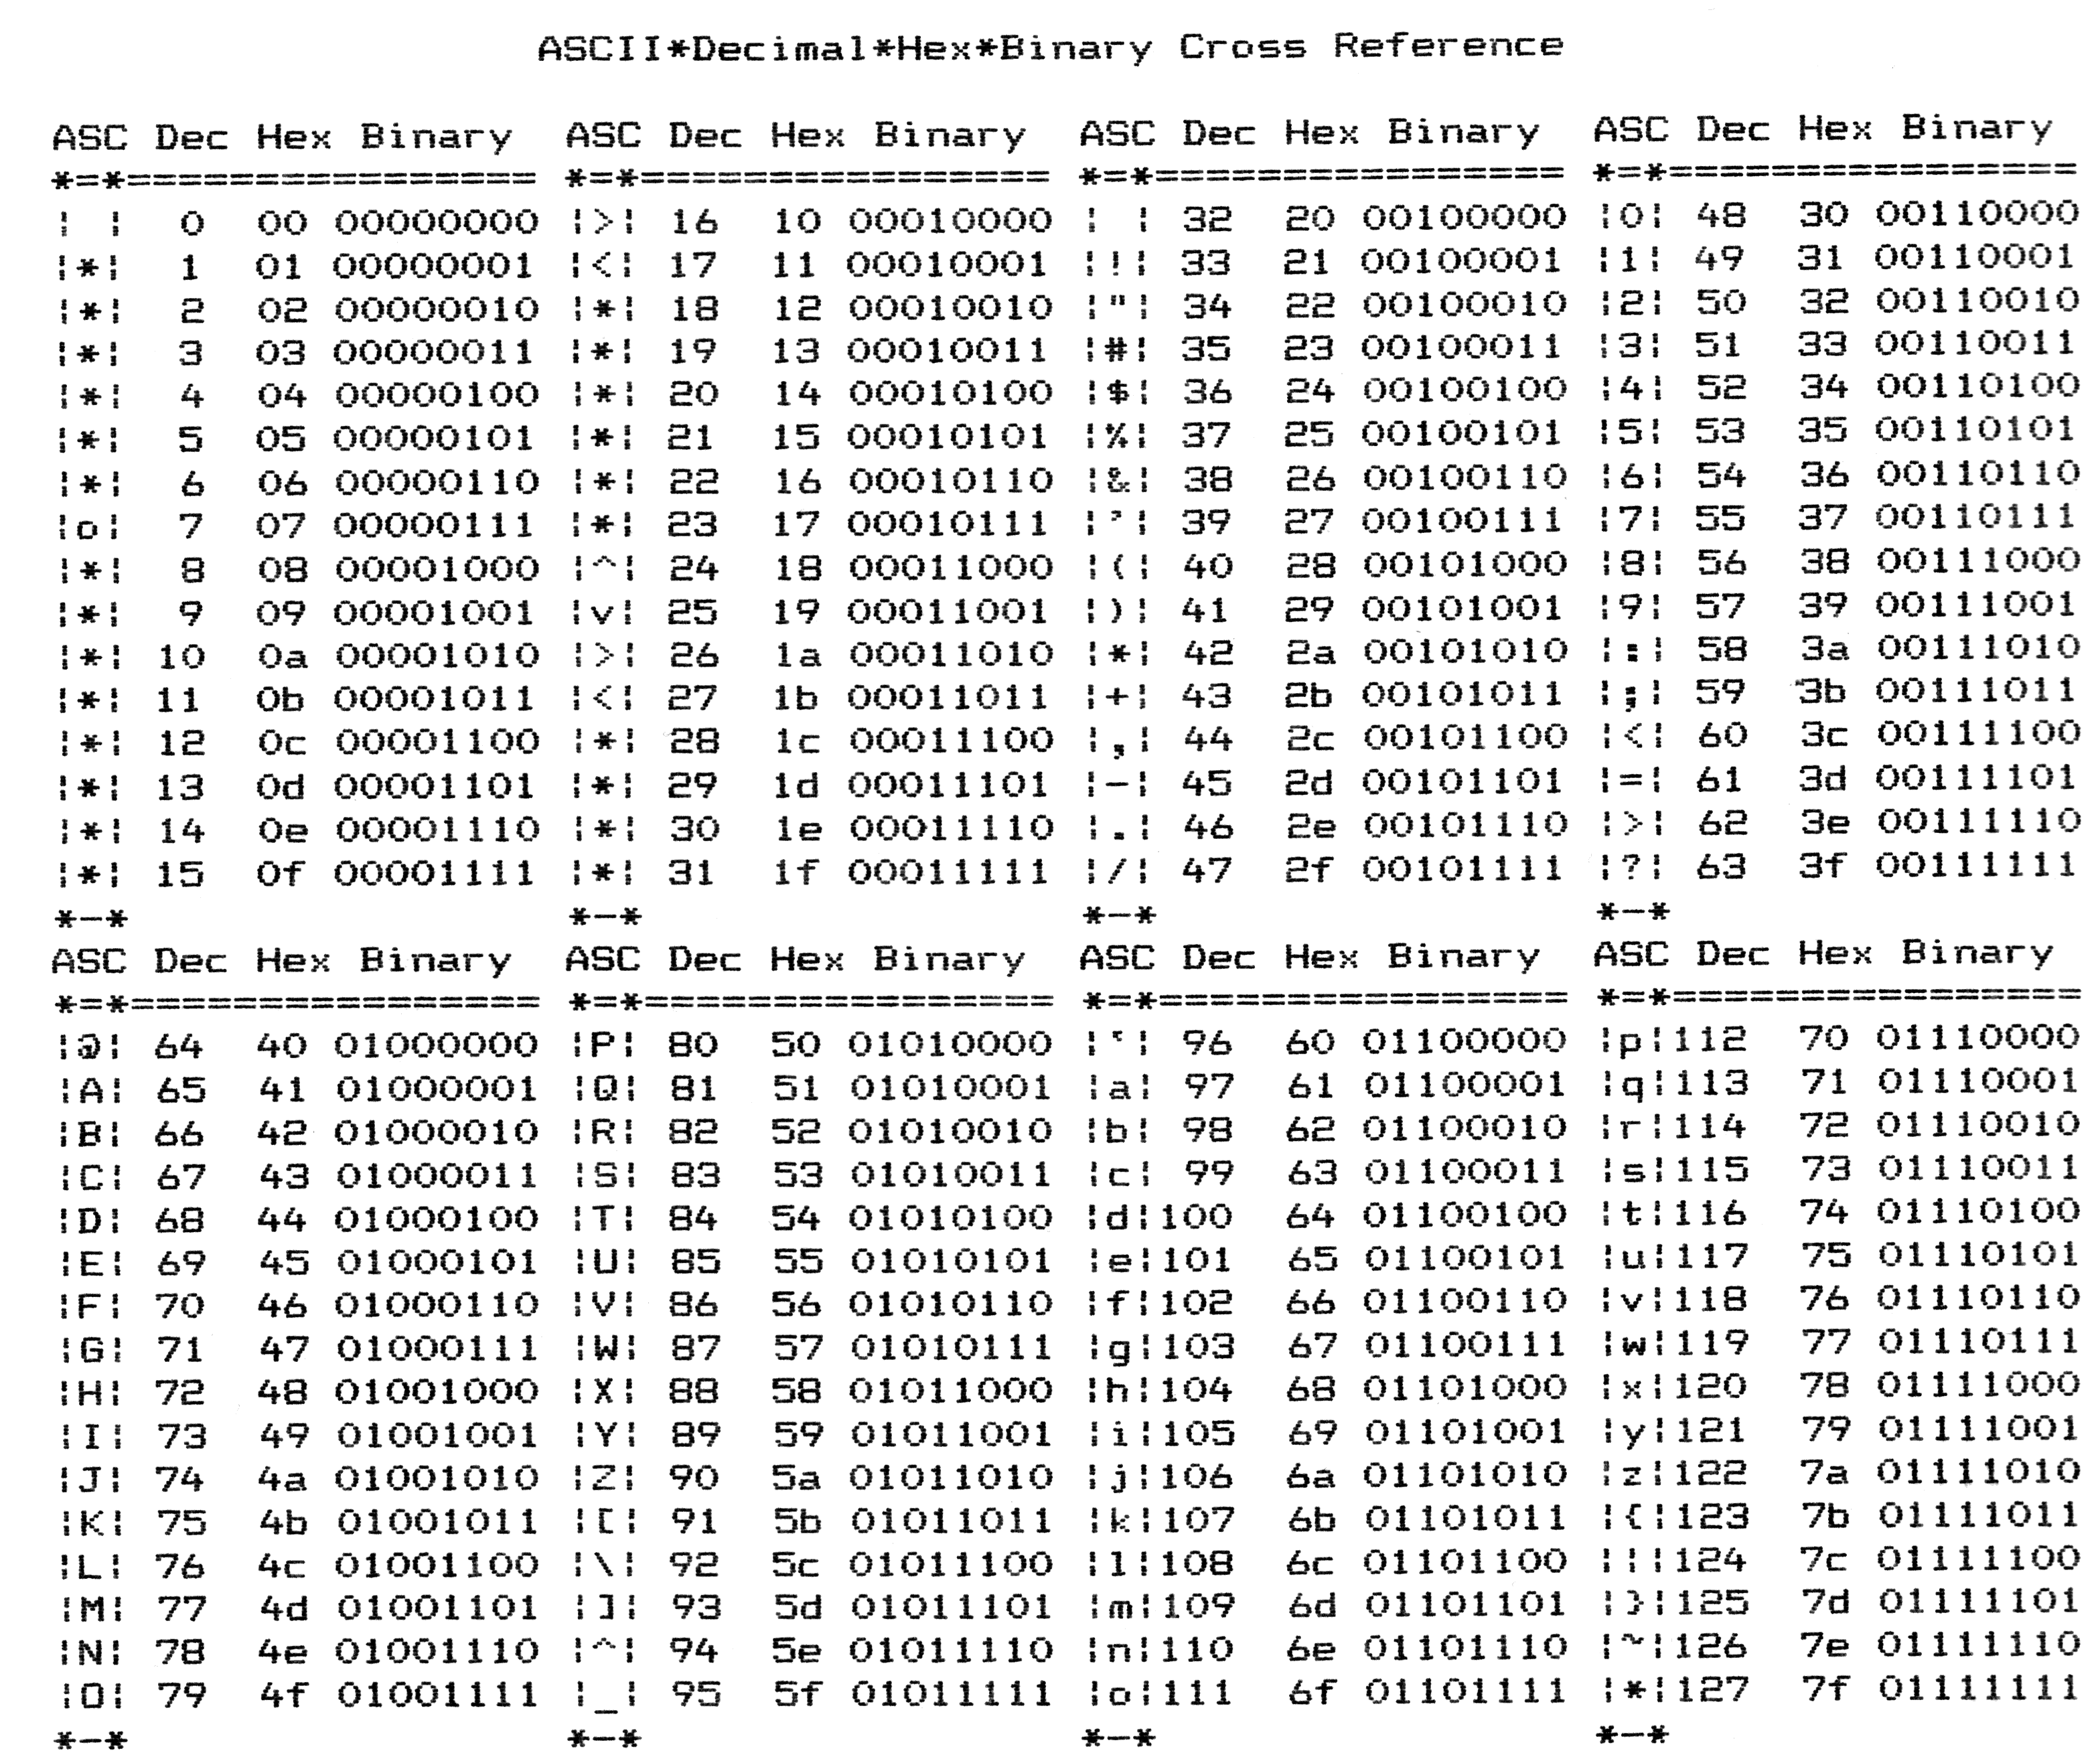 ASCII*Decimal*Hex*Binary Cross Reference
ASC Dec Hex Binary  ASC Dec Hex Binary  ASC Dec Hex Binary  ASC Dec Hex Binary
*=*================ *=*================ *=*================ *=*================
| |  0  00 00000000 |>| 16  10 00010000 | | 32  20 00100000 |0| 48  30 00110000
|*|  1  01 00000001 |<| 17  11 00010001 |!| 33  21 00100001 |1| 49  31 00110001
|*|  2  02 00000010 |*| 18  12 00010010 |"| 34  22 00100010 |2| 50  32 00110010
|*|  3  03 00000011 |*| 19  13 00010011 |#| 35  23 00100011 |3| 51  33 00110011
|*|  4  04 00000100 |*| 20  14 00010100 |$| 36  24 00100100 |4| 52  34 00110100
|*|  5  05 00000101 |*| 21  15 00010101 |%| 37  25 00100101 |5| 53  35 00110101
|*|  6  06 00000110 |*| 22  16 00010110 |&| 38  26 00100110 |6| 54  36 00110110
|o|  7  07 00000111 |*| 23  17 00010111 |'| 39  27 00100111 |7| 55  37 00110111
|*|  8  08 00001000 |^| 24  18 00011000 |(| 40  28 00101000 |8| 56  38 00111000
|*|  9  09 00001001 |v| 25  19 00011001 |)| 41  29 00101001 |9| 57  39 00111001
|*| 10  0a 00001010 |>| 26  1a 00011010 |*| 42  2a 00101010 |:| 58  3a 00111010
|*| 11  0b 00001011 |<| 27  1b 00011011 |+| 43  2b 00101011 |;| 59  3b 00111011
|*| 12  0c 00001100 |*| 28  1c 00011100 |,| 44  2c 00101100 |<| 60  3c 00111100
|*| 13  0d 00001101 |*| 29  1d 00011101 |-| 45  2d 00101101 |=| 61  3d 00111101
|*| 14  0e 00001110 |*| 30  1e 00011110 |.| 46  2e 00101110 |>| 62  3e 00111110
|*| 15  0f 00001111 |*| 31  1f 00011111 |/| 47  2f 00101111 |?| 63  3f 00111111
*-*                 *-*                 *-*                 *-*
ASC Dec Hex Binary  ASC Dec Hex Binary  ASC Dec Hex Binary  ASC Dec Hex Binary
*=*================ *=*================ *=*================ *=*================
|@| 64  40 01000000 |P| 80  50 01010000 |`| 96  60 01100000 |p|112  70 01110000
|A| 65  41 01000001 |Q| 81  51 01010001 |a| 97  61 01100001 |q|113  71 01110001
|B| 66  42 01000010 |R| 82  52 01010010 |b| 98  62 01100010 |r|114  72 01110010
|C| 67  43 01000011 |S| 83  53 01010011 |c| 99  63 01100011 |s|115  73 01110011
|D| 68  44 01000100 |T| 84  54 01010100 |d|100  64 01100100 |t|116  74 01110100
|E| 69  45 01000101 |U| 85  55 01010101 |e|101  65 01100101 |u|117  75 01110101
|F| 70  46 01000110 |V| 86  56 01010110 |f|102  66 01100110 |v|118  76 01110110
|G| 71  47 01000111 |W| 87  57 01010111 |g|103  67 01100111 |w|119  77 01110111
|H| 72  48 01001000 |X| 88  58 01011000 |h|104  68 01101000 |x|120  78 01111000
|I| 73  49 01001001 |Y| 89  59 01011001 |i|105  69 01101001 |y|121  79 01111001
|J| 74  4a 01001010 |Z| 90  5a 01011010 |j|106  6a 01101010 |z|122  7a 01111010
|K| 75  4b 01001011 |[| 91  5b 01011011 |k|107  6b 01101011 |{|123  7b 01111011
|L| 76  4c 01001100 |\| 92  5c 01011100 |l|108  6c 01101100 |||124  7c 01111100
|M| 77  4d 01001101 |]| 93  5d 01011101 |m|109  6d 01101101 |}|125  7d 01111101
|N| 78  4e 01001110 |^| 94  5e 01011110 |n|110  6e 01101110 |~|126  7e 01111110
|O| 79  4f 01001111 |_| 95  5f 01011111 |o|111  6f 01101111 |*|127  7f 01111111
*-*                 *-*                 *-*                 *-*